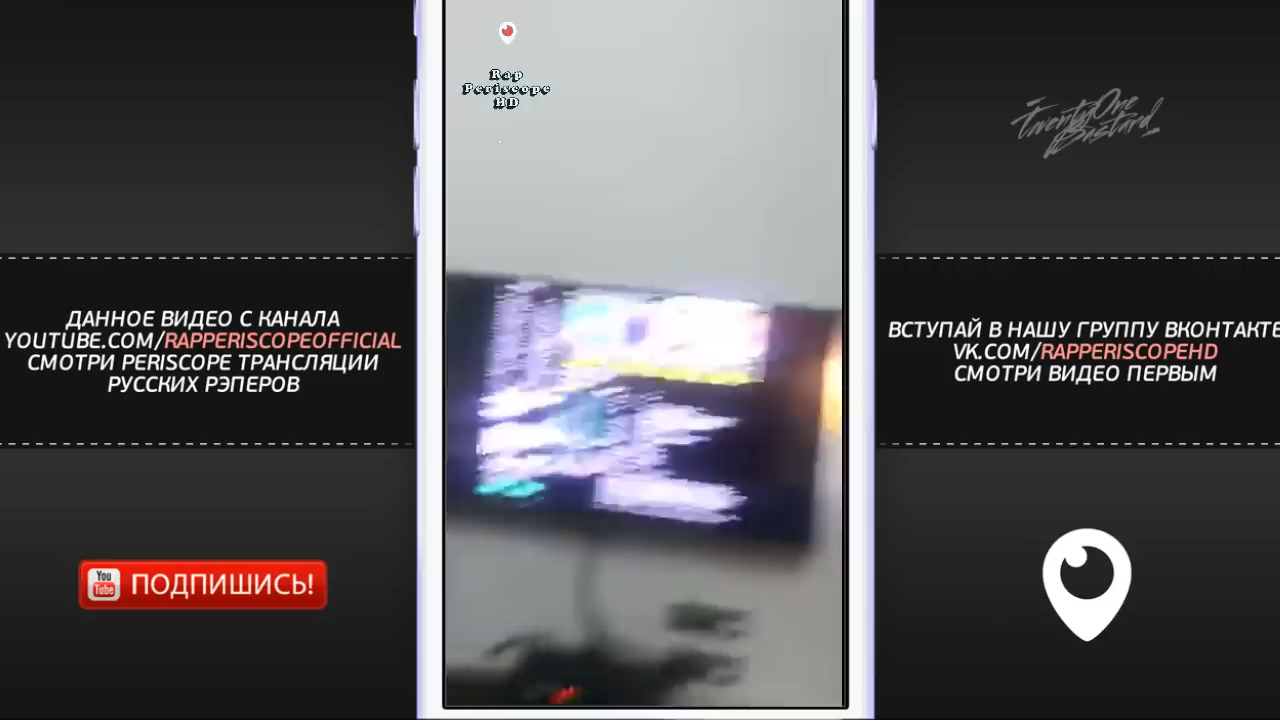 Rap
Periscope
HD
TwentyOne
Bastard
ДАННОЕ ВИДЕО С КАНАЛА
YOUTUBE.COM/RAPPERISCOPEOFFICIAL
СМОТРИ PERISCOPE ТРАНСЛЯЦИИ
РУССКИХ РЭПЕРОВ
ВСТУПАЙ В НАШУ ГРУППУ ВКОНТАКТЕ
VK.COM/RAPPERISCOPEHD
СМОТРИ ВИДЕО ПЕРВЫМ
You
Tube
ПОДПИШИСЬ!